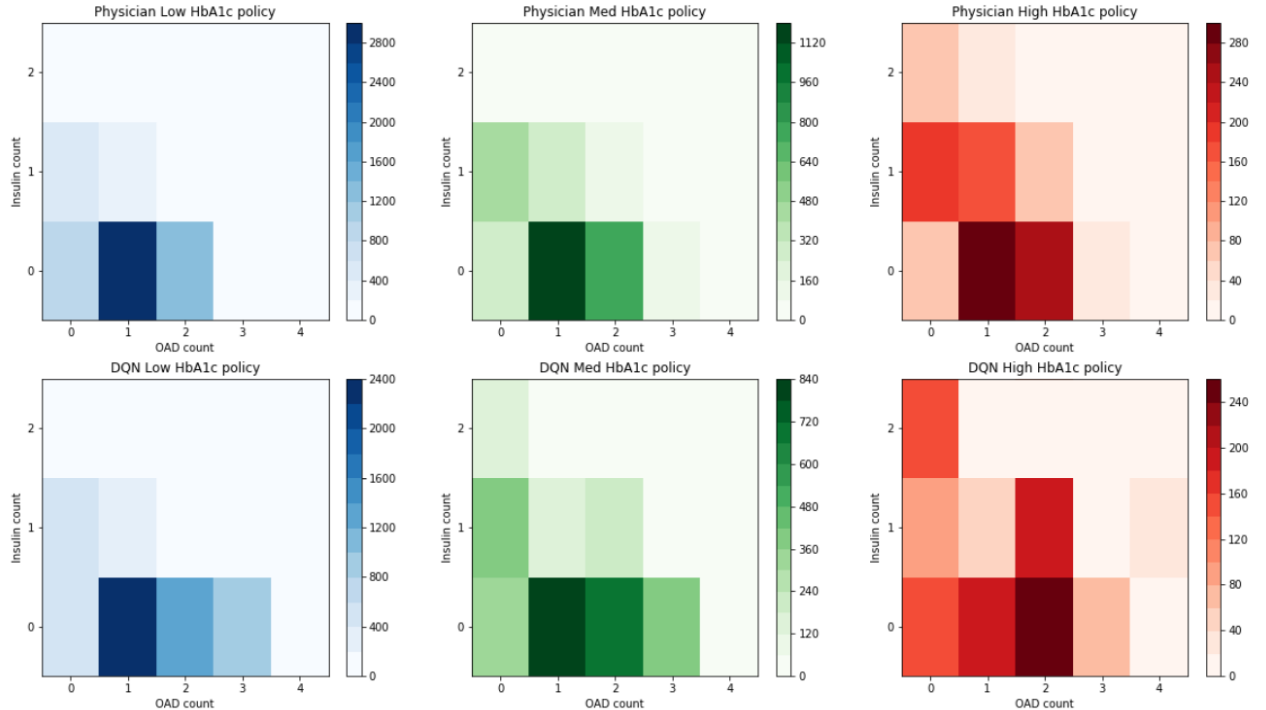 Physician Low HbA1c policy
2
1
0
Insulin count
0 1 2 3 4
OAD count
2800
2400
2000
1600
1200
800
400
0
Physician Med HbA1c policy
2
1
0
Insulin count
0 1 2 3 4
OAD count
1120
960
800
640
480
320
160
0
Physician High HbA1c policy
2
1
0
Insulin count
0 1 2 3 4
OAD count
280
240
200
160
120
80
40
0
DQN Low HbA1c policy
2
1
0
Insulin count
0 1 2 3 4
OAD count
2400
2000
1600
1200
800
400
0
DQN Med HbA1c policy
2
1
0
Insulin count
0 1 2 3 4
OAD count
840
720
600
480
360
240
120
0
DQN High HbA1c policy
2
1
0
Insulin count
0 1 2 3 4
OAD count
240
200
160
120
80
40
0